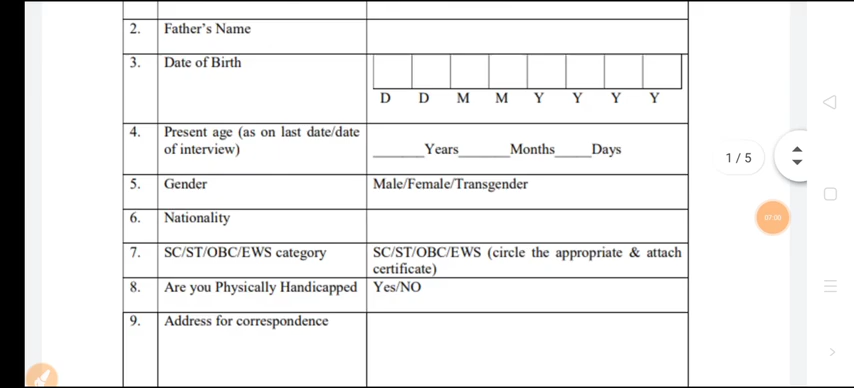 2. Father's Name
3. Date of Birth
D D M M Y Y Y Y
4. Present age (as on last date/date
of interview)
_______Years_______Months_____Days
5. Gender Male/Female/Transgender
6. Nationality
7. SC/ST/OBC/EWS category SC/ST/OBC/EWS (circle the appropriate & attach
certificate)
8. Are you Physically Handicapped Yes/NO
9. Address for correspondence
1 / 5
07:00